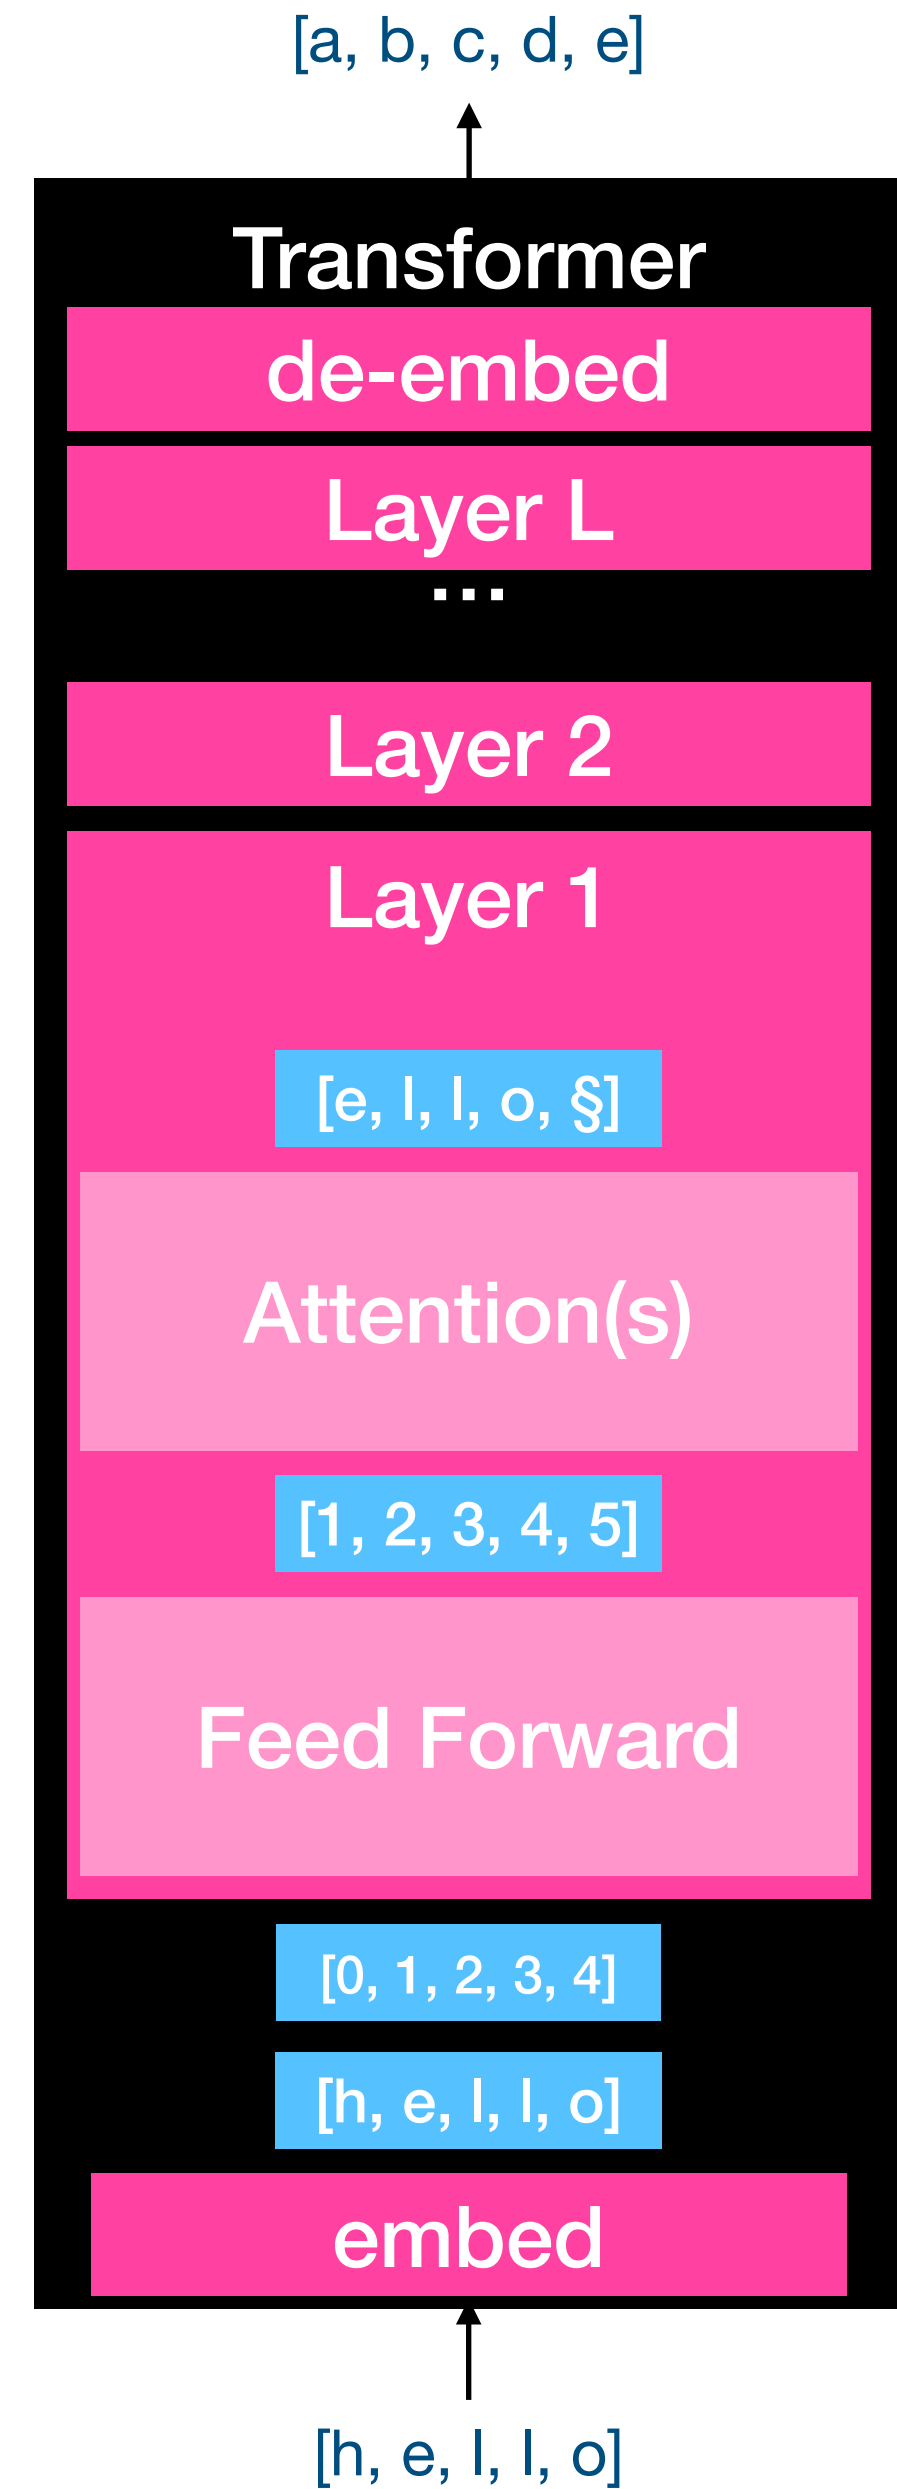 [a, b, c, d, e]
Transformer
de-embed
Layer L
...
Layer 2
Layer 1
[e, l, l, o, §]
Attention(s)
[1, 2, 3, 4, 5]
Feed Forward
[0, 1, 2, 3, 4]
[h, e, l, l, o]
embed
[h, e, l, l, o]